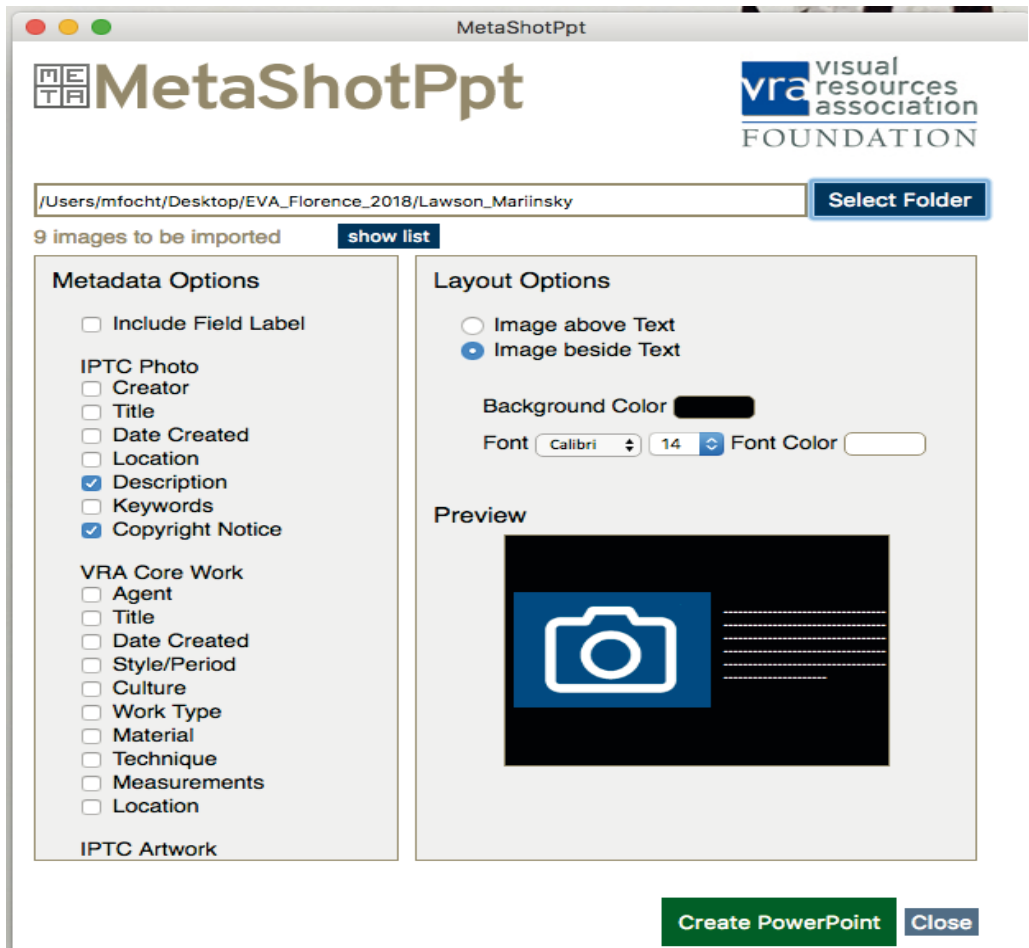 MetaShotPpt
META
MetaShotPpt
vra visual resources association
FOUNDATION
/Users/mfocht/Desktop/EVA_Florence_2018/Lawson_Mariinsky
Select Folder
9 images to be imported
show list
Metadata Options
Include Field Label
IPTC Photo
Creator
Title
Date Created
Location
Description
Keywords
Copyright Notice
VRA Core Work
Agent
Title
Date Created
Style/Period
Culture
Work Type
Material
Technique
Measurements
Location
IPTC Artwork
Layout Options
Image above Text
Image beside Text
Background Color
Font Calibri 14 Font Color
Preview
Create PowerPoint
Close